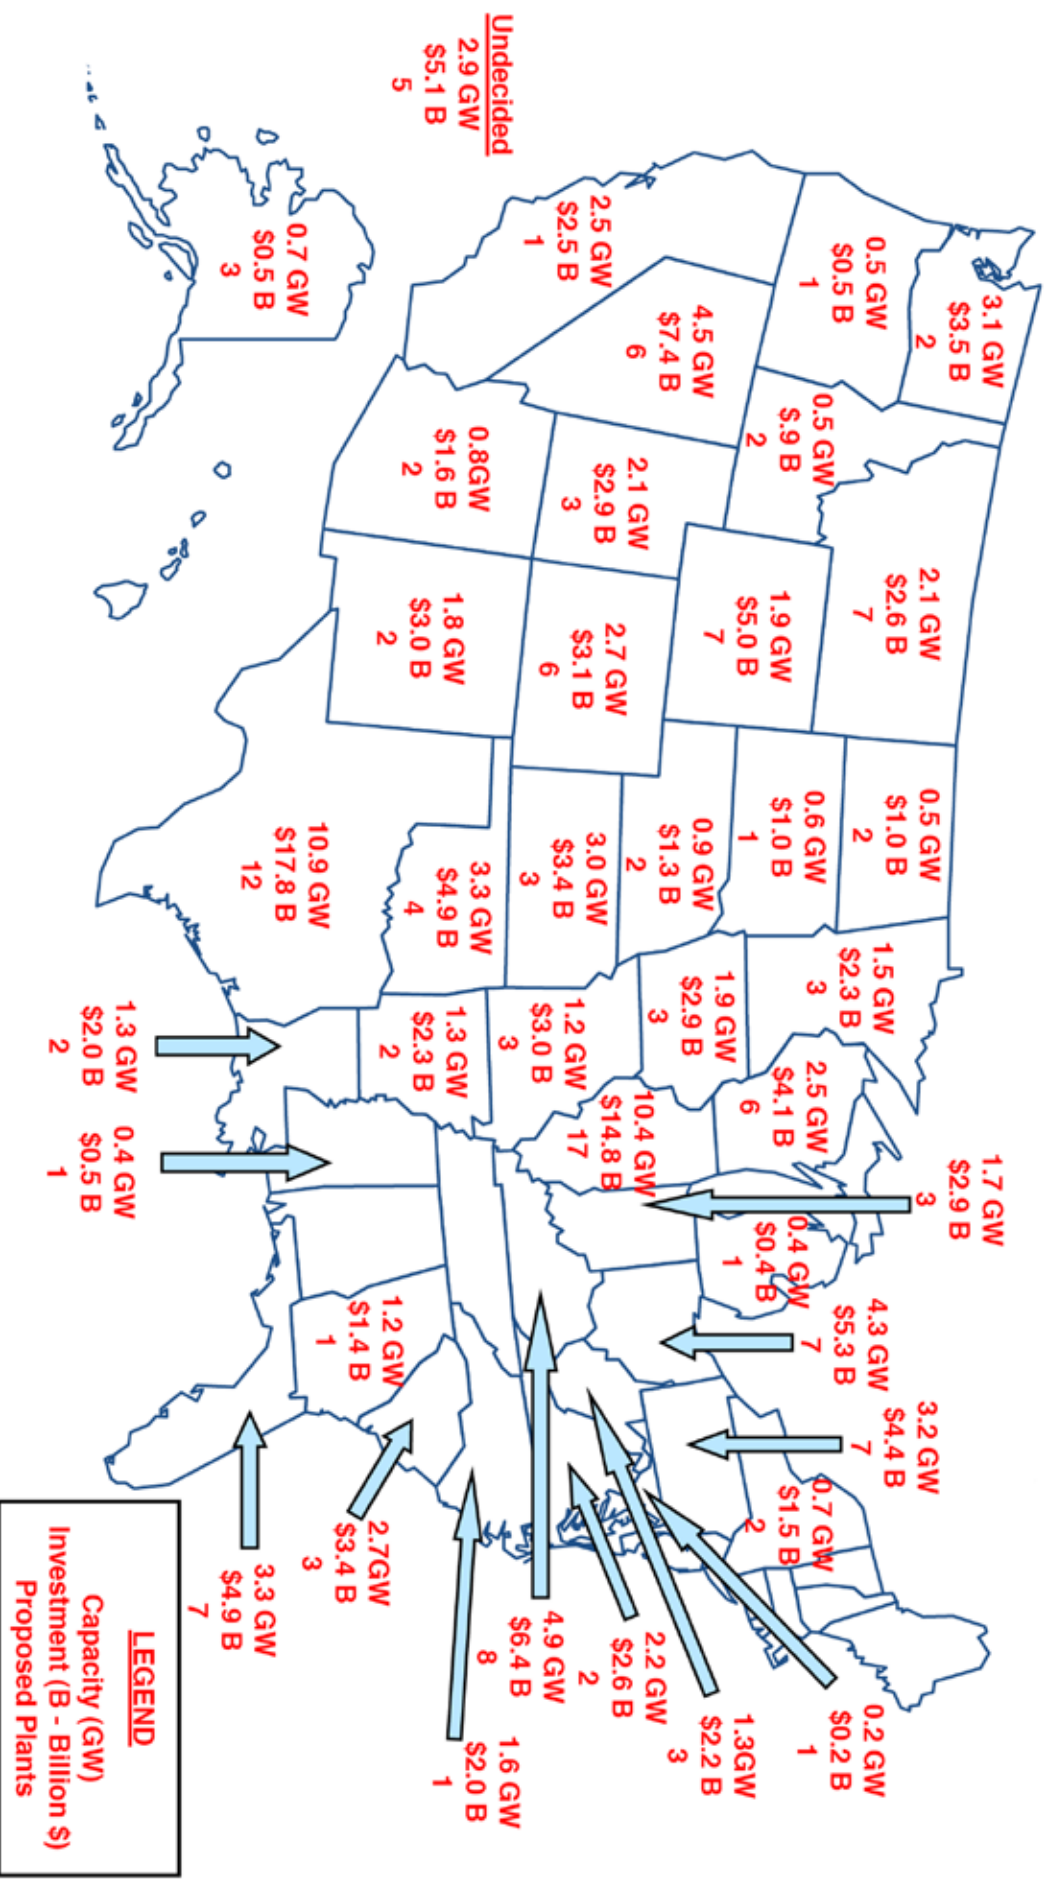 3.1 GW
$3.5 B
2
0.5 GW
$0.5 B
1
0.5 GW
$.9 B
2
2.1 GW
$2.6 B
7
0.5 GW
$1.0 B
2
1.5 GW
$2.3 B
3
1.7 GW
$2.9 B
3
4.3 GW
$5.3 B
7
3.2 GW
$4.4 B
7
0.2 GW
$0.2 B
1
1.9 GW
$5.0 B
7
0.6 GW
$1.0 B
1
2.5 GW
$4.1 B
6
0.4 GW
$0.4 B
1
0.7 GW
$1.5 B
2
1.3GW
$2.2 B
3
2.5 GW
$2.5 B
1
4.5 GW
$7.4 B
6
2.1 GW
$2.9 B
3
2.7 GW
$3.1 B
6
0.9 GW
$1.3 B
2
1.9 GW
$2.9 B
3
10.4 GW
$14.8 B
17
2.2 GW
$2.6 B
2
3.0 GW
$3.4 B
3
1.2 GW
$3.0 B
3
4.9 GW
$6.4 B
8
Undecided
2.9 GW
$5.1 B
5
0.8GW
$1.6 B
2
1.8 GW
$3.0 B
2
3.3 GW
$4.9 B
4
1.3 GW
$2.3 B
2
1.6 GW
$2.0 B
1
1.2 GW
$1.4 B
1
2.7GW
$3.4 B
3
0.7 GW
$0.5 B
3
10.9 GW
$17.8 B
12
3.3 GW
$4.9 B
7
1.3 GW
$2.0 B
2
0.4 GW
$0.5 B
1
LEGEND
Capacity (GW)
Investment (B - Billion $)
Proposed Plants